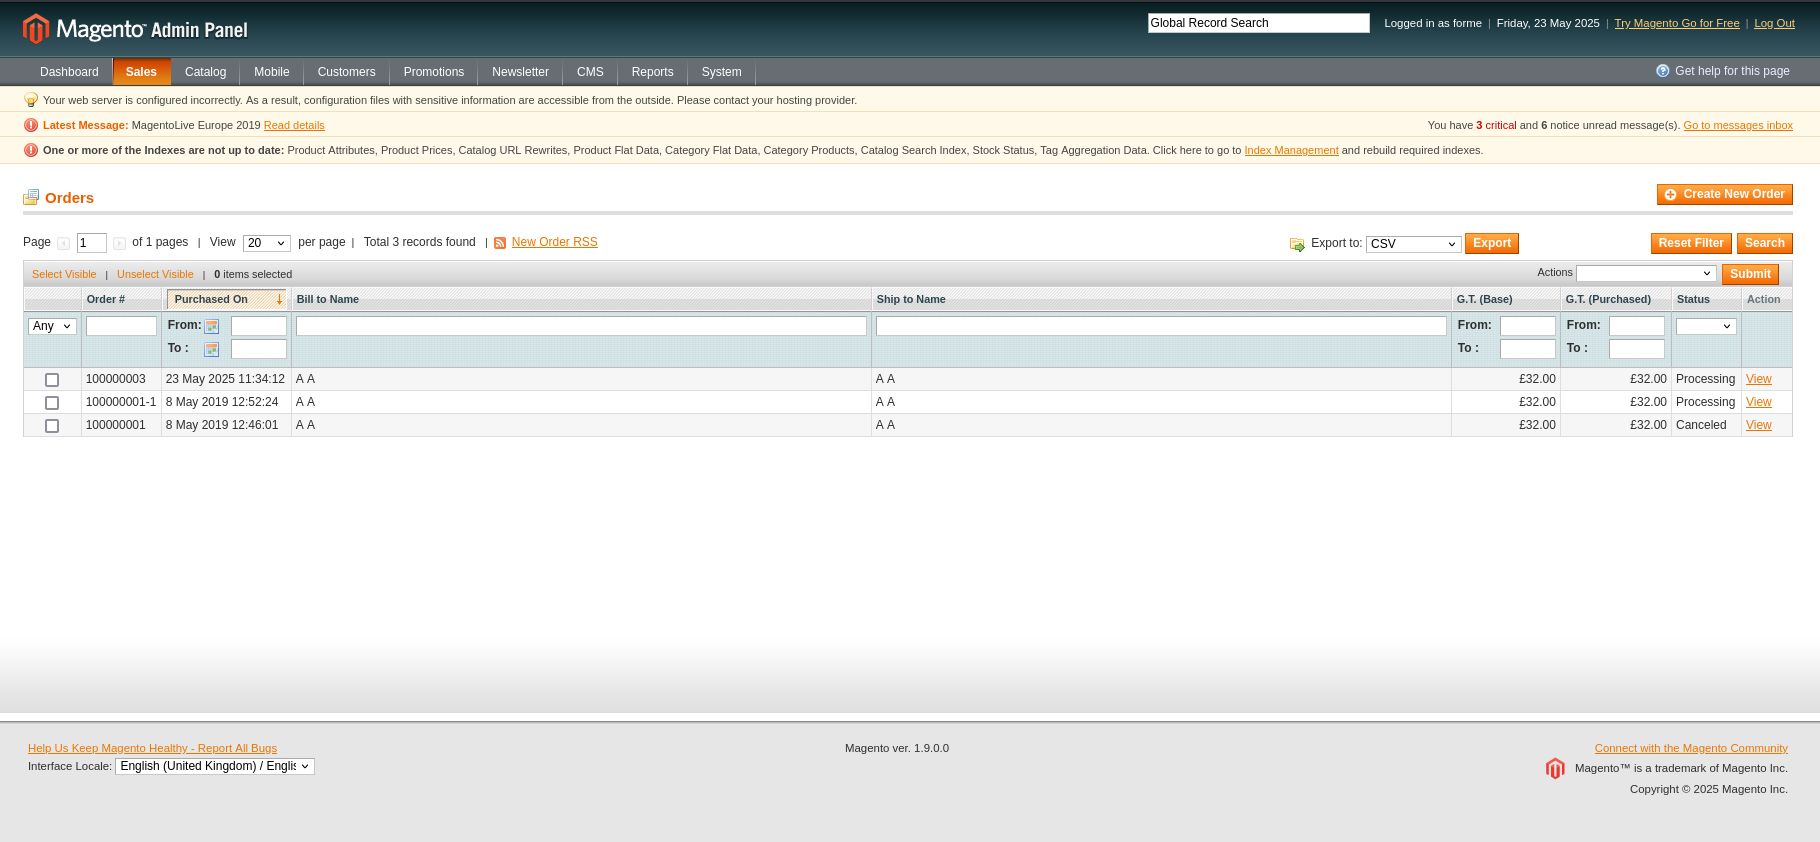 Magento™ Admin Panel
Global Record Search
Logged in as forme | Friday, 23 May 2025 | Try Magento Go for Free | Log Out
Dashboard Sales Catalog Mobile Customers Promotions Newsletter CMS Reports System Get help for this page
Your web server is configured incorrectly. As a result, configuration files with sensitive information are accessible from the outside. Please contact your hosting provider.
Latest Message: MagentoLive Europe 2019 Read details You have 3 critical and 6 notice unread message(s). Go to messages inbox
One or more of the Indexes are not up to date: Product Attributes, Product Prices, Catalog URL Rewrites, Product Flat Data, Category Flat Data, Category Products, Catalog Search Index, Stock Status, Tag Aggregation Data. Click here to go to Index Management and rebuild required indexes.
Orders Create New Order
Page 1 of 1 pages | View 20 per page | Total 3 records found | New Order RSS Export to: CSV Export Reset Filter Search
Select Visible | Unselect Visible | 0 items selected Actions Submit
Order # Purchased On Bill to Name Ship to Name G.T. (Base) G.T. (Purchased) Status Action
Any From: From: From:
To : To : To :
100000003 23 May 2025 11:34:12 A A A A £32.00 £32.00 Processing View
100000001-1 8 May 2019 12:52:24 A A A A £32.00 £32.00 Processing View
100000001 8 May 2019 12:46:01 A A A A £32.00 £32.00 Canceled View
Help Us Keep Magento Healthy - Report All Bugs Magento ver. 1.9.0.0 Connect with the Magento Community
Interface Locale: English (United Kingdom) / Englis Magento™ is a trademark of Magento Inc.
Copyright © 2025 Magento Inc.